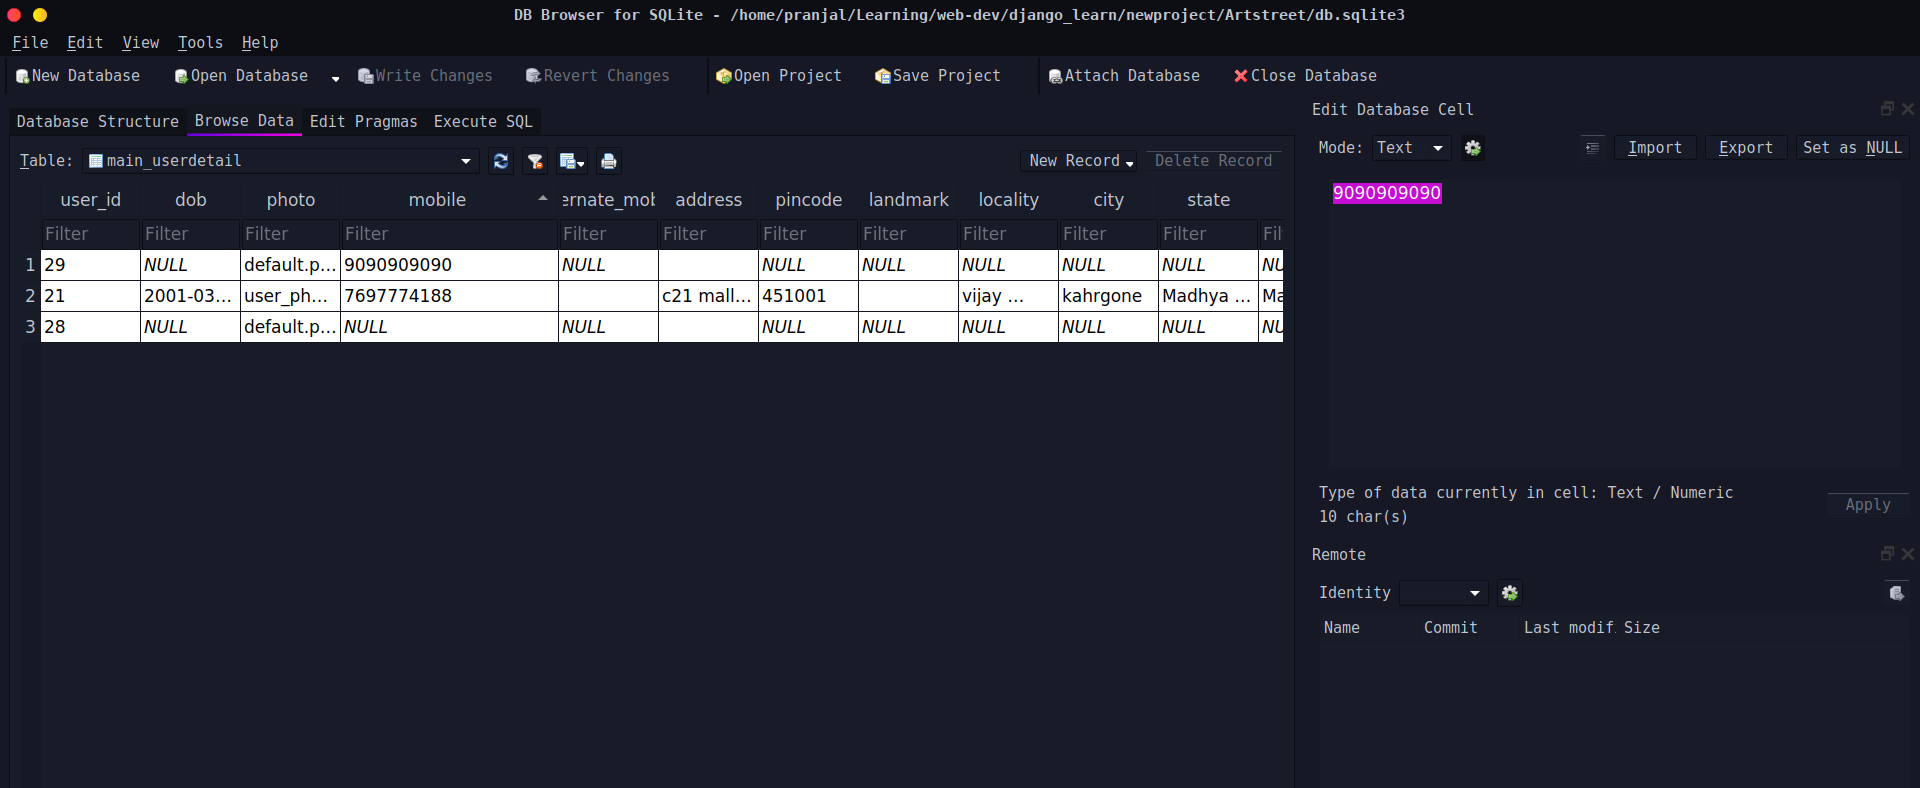 DB Browser for SQLite - /home/pranjal/Learning/web-dev/django_learn/newproject/Artstreet/db.sqlite3
File Edit View Tools Help
New Database Open Database Write Changes Revert Changes Open Project Save Project Attach Database Close Database
Database Structure Browse Data Edit Pragmas Execute SQL
Table: main_userdetail New Record Delete Record
user_id dob photo mobile ernate_mob address pincode landmark locality city state
Filter Filter Filter Filter Filter Filter Filter Filter Filter Filter Filter Fil
1 29 NULL default.p... 9090909090 NULL NULL NULL NULL NULL NULL NU
2 21 2001-03... user_ph... 7697774188 c21 mall... 451001 vijay ... kahrgone Madhya ... Ma
3 28 NULL default.p... NULL NULL NULL NULL NULL NULL NULL NU
Edit Database Cell
Mode: Text Import Export Set as NULL
9090909090
Type of data currently in cell: Text / Numeric
10 char(s)
Apply
Remote
Identity
Name Commit Last modif Size